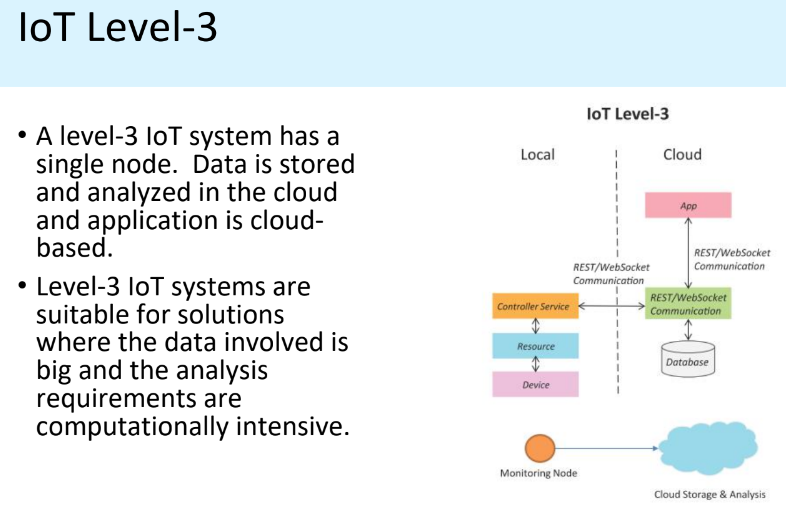 IoT Level-3
• A level-3 IoT system has a
single node.  Data is stored
and analyzed in the cloud
and application is cloud-
based.
• Level-3 IoT systems are
suitable for solutions
where the data involved is
big and the analysis
requirements are
computationally intensive.
IoT Level-3
Local
Cloud
App
REST/WebSocket
Communication
REST/WebSocket
Communication
Controller Service
REST/WebSocket
Communication
Resource
Database
Device
Monitoring Node
Cloud Storage & Analysis